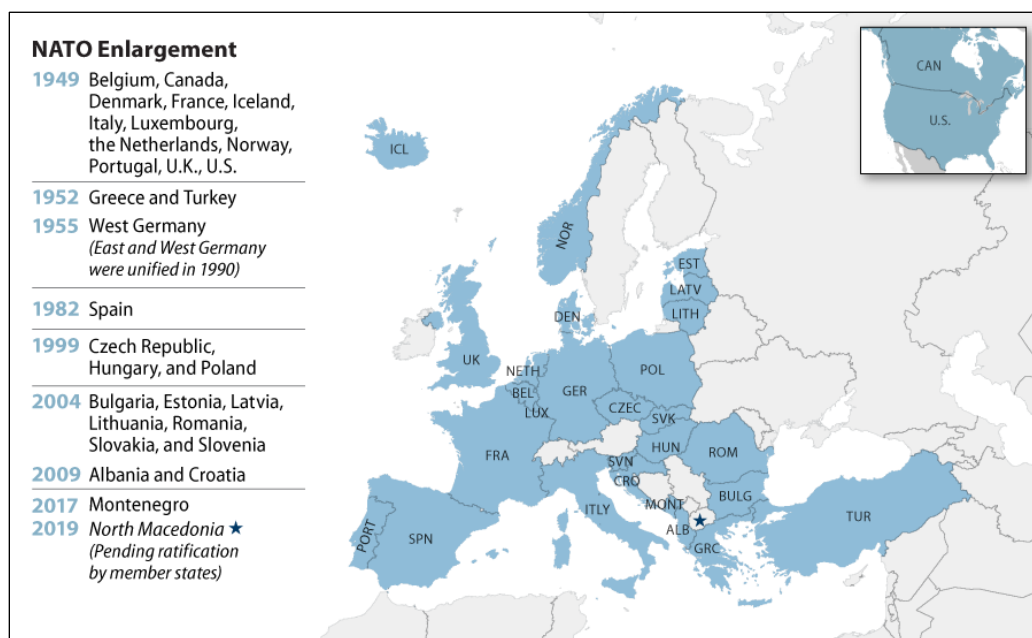 NATO Enlargement
1949 Belgium, Canada,
Denmark, France, Iceland,
Italy, Luxembourg,
the Netherlands, Norway,
Portugal, U.K., U.S.
1952 Greece and Turkey
1955 West Germany
(East and West Germany
were unified in 1990)
1982 Spain
1999 Czech Republic,
Hungary, and Poland
2004 Bulgaria, Estonia, Latvia,
Lithuania, Romania,
Slovakia, and Slovenia
2009 Albania and Croatia
2017 Montenegro
2019 North Macedonia ★
(Pending ratification
by member states)
CAN
U.S.
ICL
NOR
EST
LATV
LITH
DEN
UK
NETH
BEL
LUX
GER
POL
CZEC
SVK
FRA
HUN
ROM
SVN
CRO
ITLY
MONT
BULG
ALB
GRC
TUR
PORT
SPN